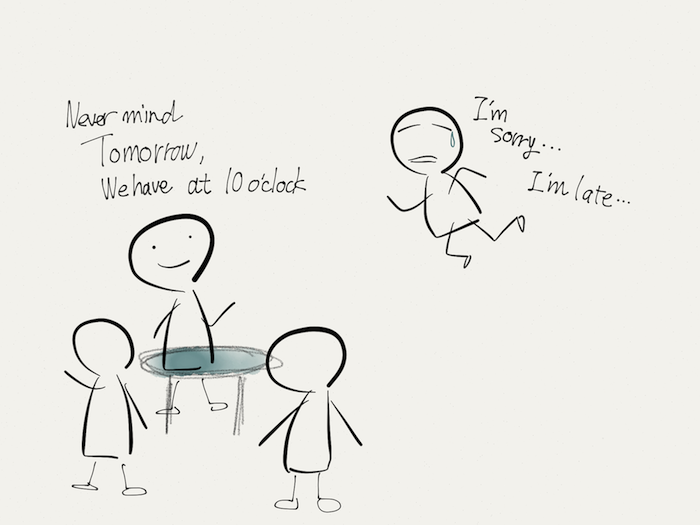 Never mind
Tomorrow,
We have at 10 o'clock
I'm
sorry...
I'm late...